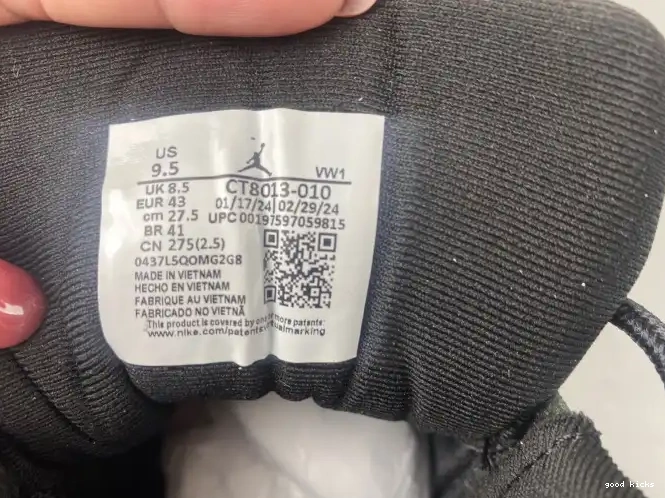 US
9.5
VW1
UK 8.5
CT8013-010
EUR 43
01/17/24 02/29/24
cm 27.5
UPC 00197597059815
BR 41
CN 275(2.5)
0437L5QOMG2G8
MADE IN VIETNAM
HECHO EN VIETNAM
FABRIQUE AU VIETNAM
FABRICADO NO VIETNÃ
This product is covered by one or more patents
www.nike.com/patents virtualmarking
good kicks